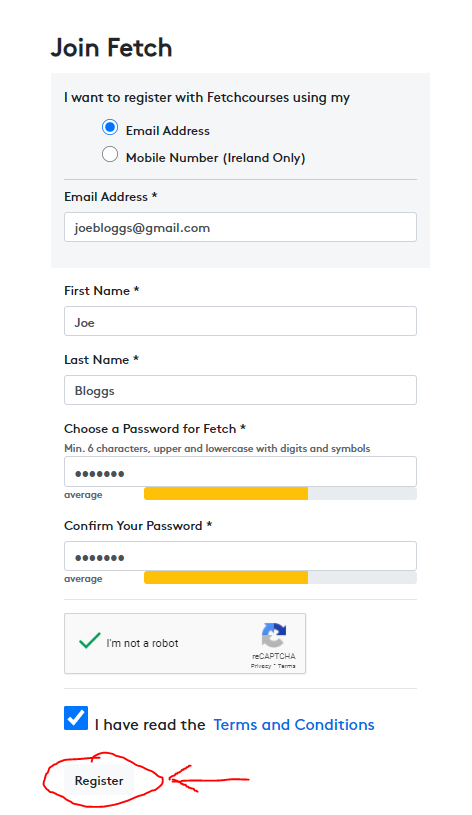 Join Fetch
I want to register with Fetchcourses using my
Email Address
Mobile Number (Ireland Only)
Email Address *
joebloggs@gmail.com
First Name *
Joe
Last Name *
Bloggs
Choose a Password for Fetch *
Min. 6 characters, upper and lowercase with digits and symbols
•••••••
average
Confirm Your Password *
•••••••
average
I'm not a robot
reCAPTCHA
Privacy • Terms
I have read the Terms and Conditions
Register